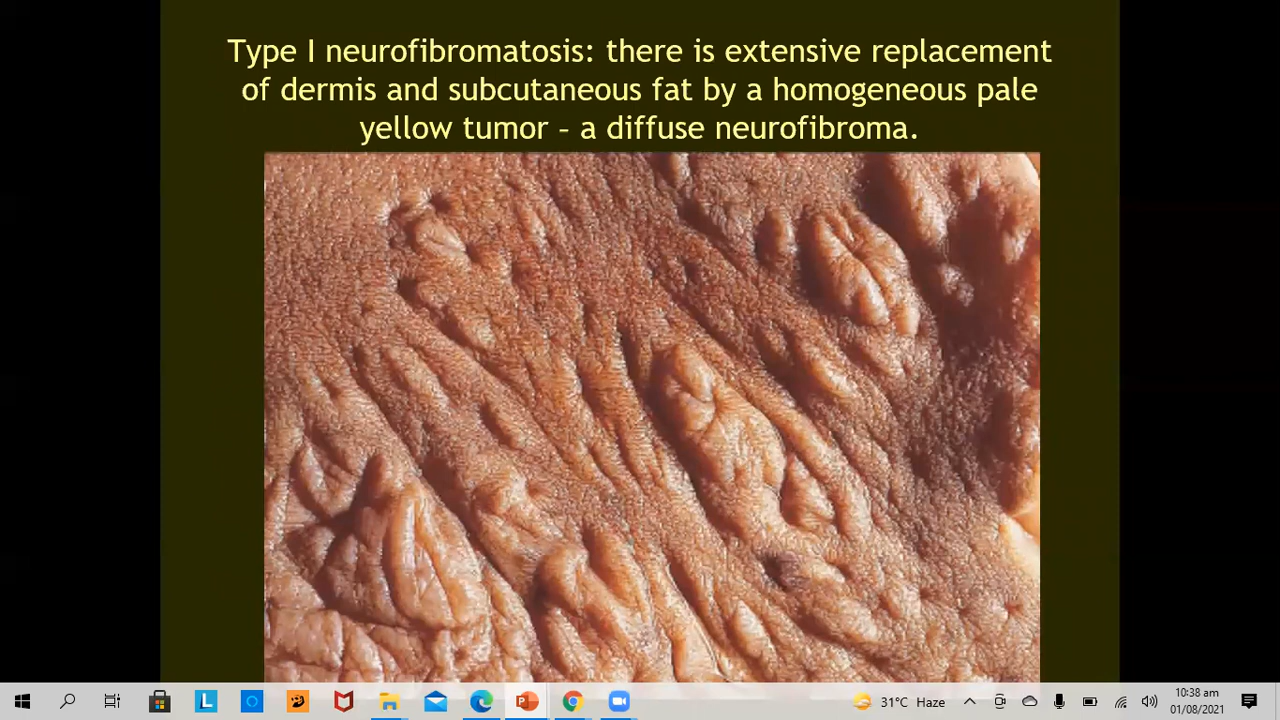 Type I neurofibromatosis: there is extensive replacement
of dermis and subcutaneous fat by a homogeneous pale
yellow tumor – a diffuse neurofibroma.
31°C Haze
10:38 am
01/08/2021